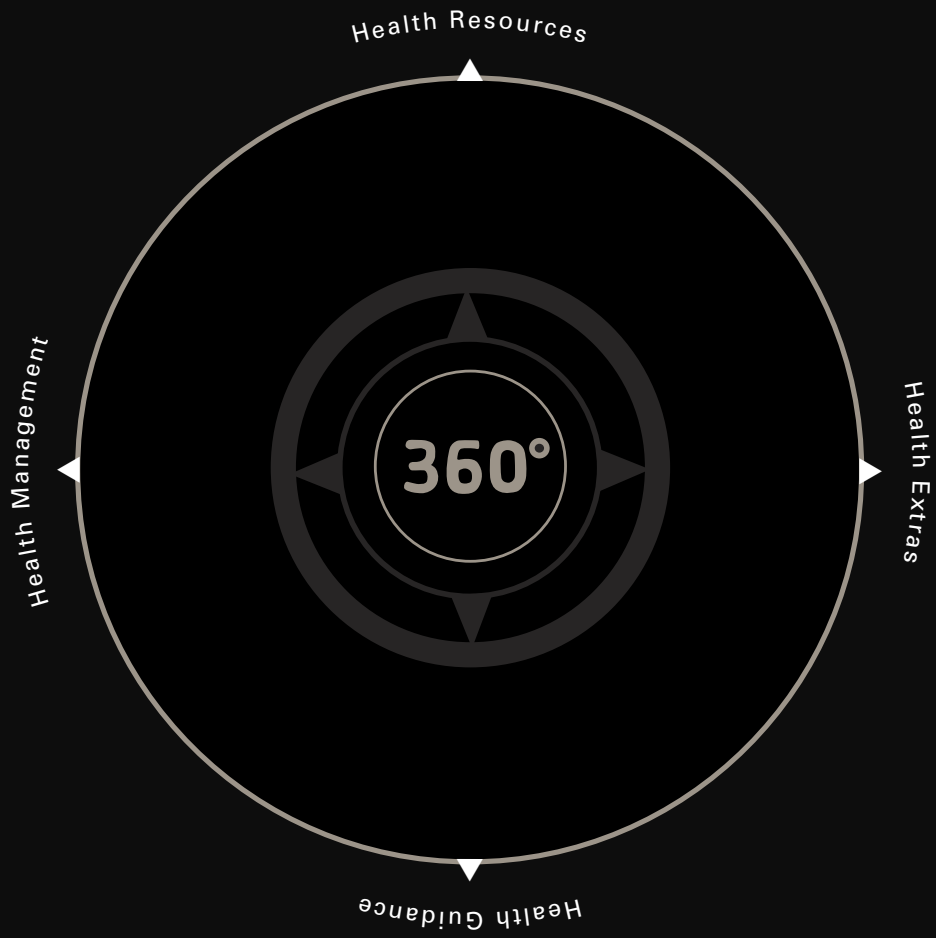 Health Resources
Health Management
360°
Health Extras
Health Guidance